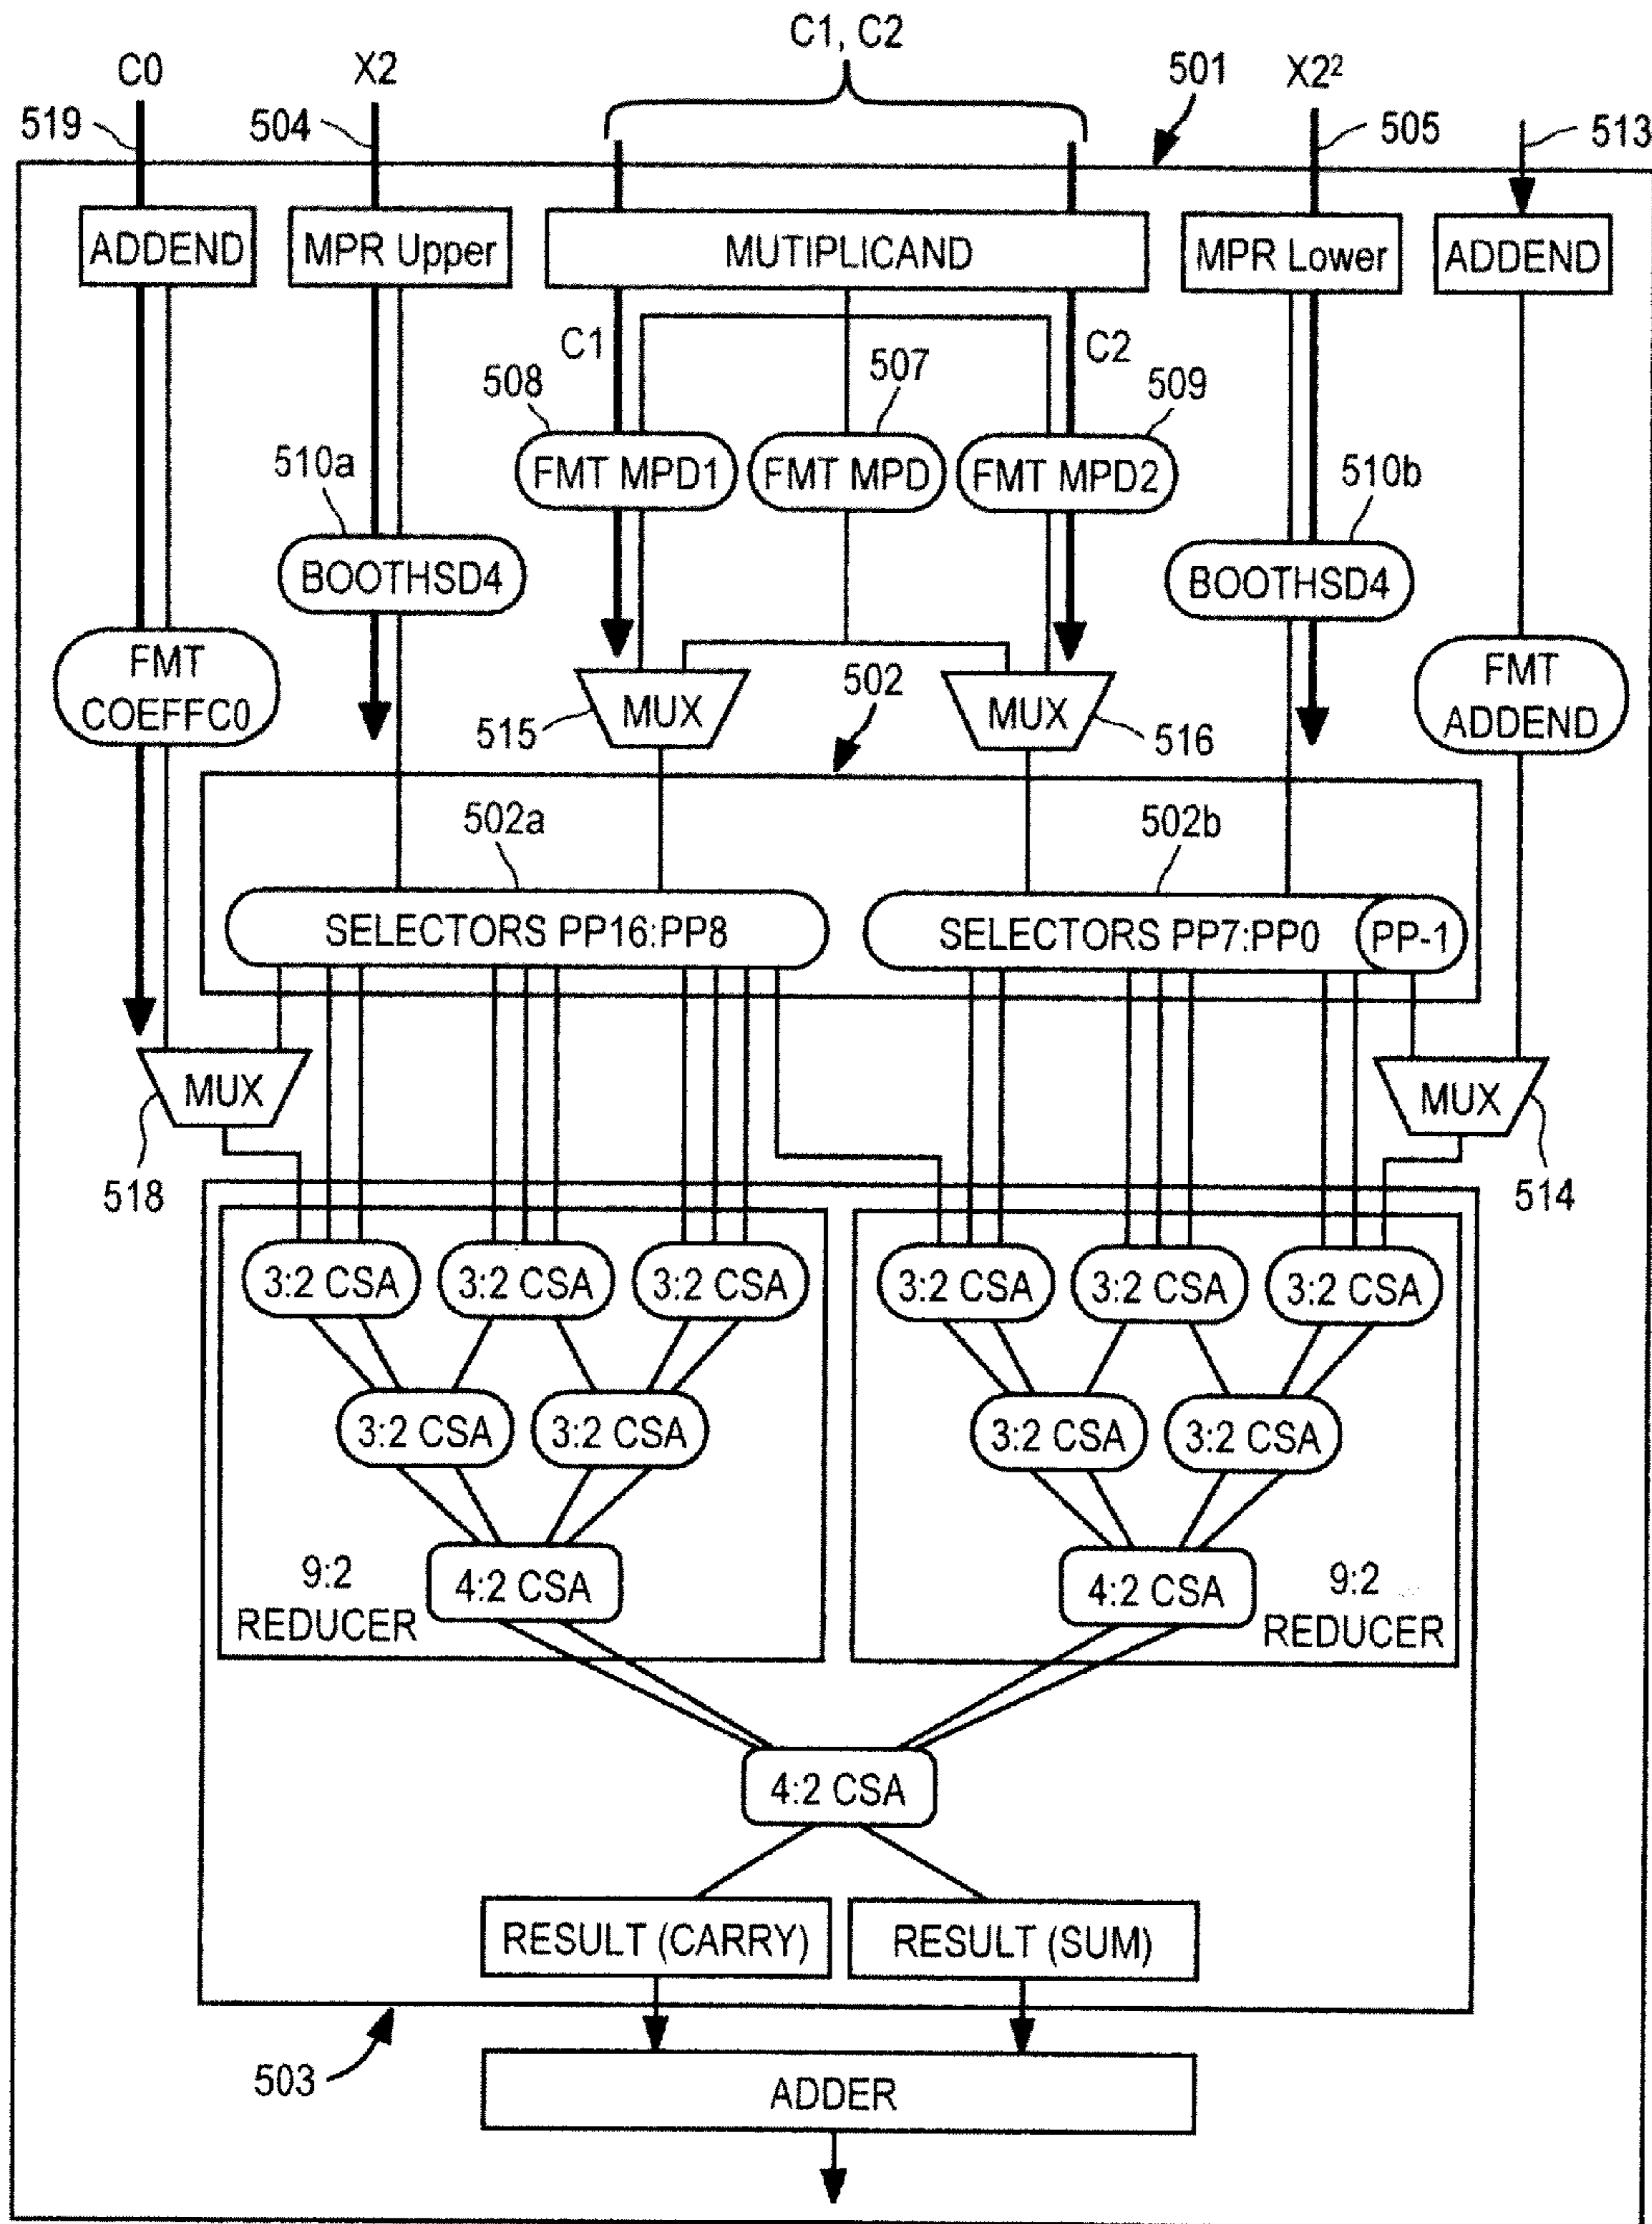 C1, C2
C0
X2
501
X2²
519
504
505
513
ADDEND
MPR Upper
MUTIPLICAND
MPR Lower
ADDEND
C1
C2
508
507
509
510a
FMT MPD1
FMT MPD
FMT MPD2
510b
BOOTHSD4
BOOTHSD4
FMT
COEFFC0
FMT
ADDEND
MUX
502
MUX
515
516
502a
502b
SELECTORS PP16:PP8
SELECTORS PP7:PP0
PP-1
MUX
MUX
518
514
3:2 CSA
3:2 CSA
3:2 CSA
3:2 CSA
3:2 CSA
3:2 CSA
3:2 CSA
3:2 CSA
3:2 CSA
3:2 CSA
9:2
REDUCER
4:2 CSA
4:2 CSA
9:2
REDUCER
4:2 CSA
RESULT (CARRY)
RESULT (SUM)
503
ADDER